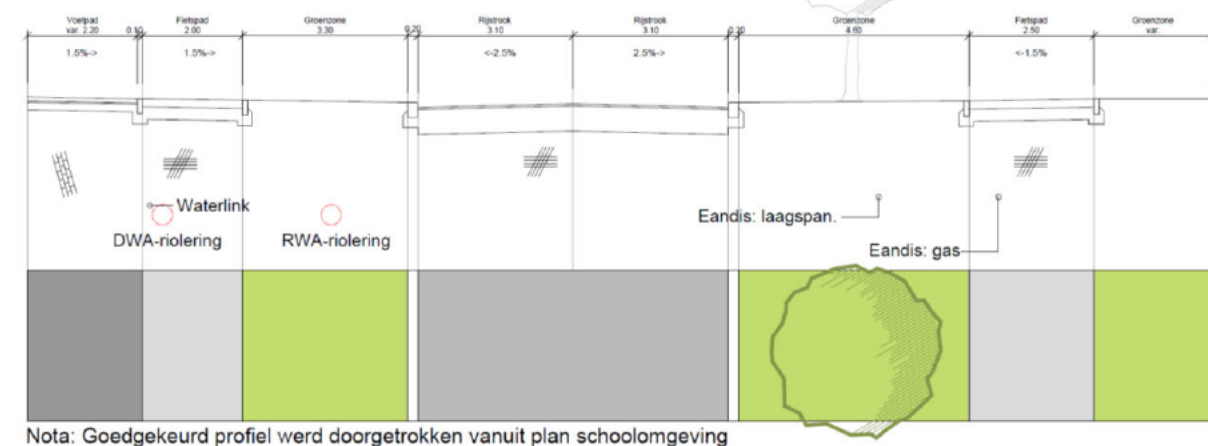 Voetpad Fietspad Groenzone Rijstrook Rijstrook Groenzone Fietspad Groenzone
var. 2.20 0.10 2.00 3.30 0.20 3.10 3.10 0.20 4.60 2.50 var.
1.5%-> 1.5%-> <-2.5% 2.5%-> <-1.5%
Waterlink
DWA-riolering RWA-riolering
Eandis: laagspan.
Eandis: gas
Nota: Goedgekeurd profiel werd doorgetrokken vanuit plan schoolomgeving